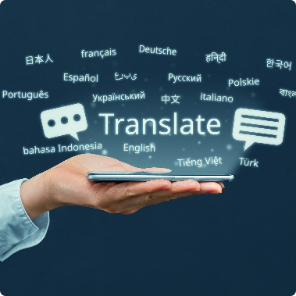 日本人 français Deutsche 한국어
Español Русский Polskie
Português український 中文 italiano
Translate
bahasa Indonesia English
Tiếng Việt Türk